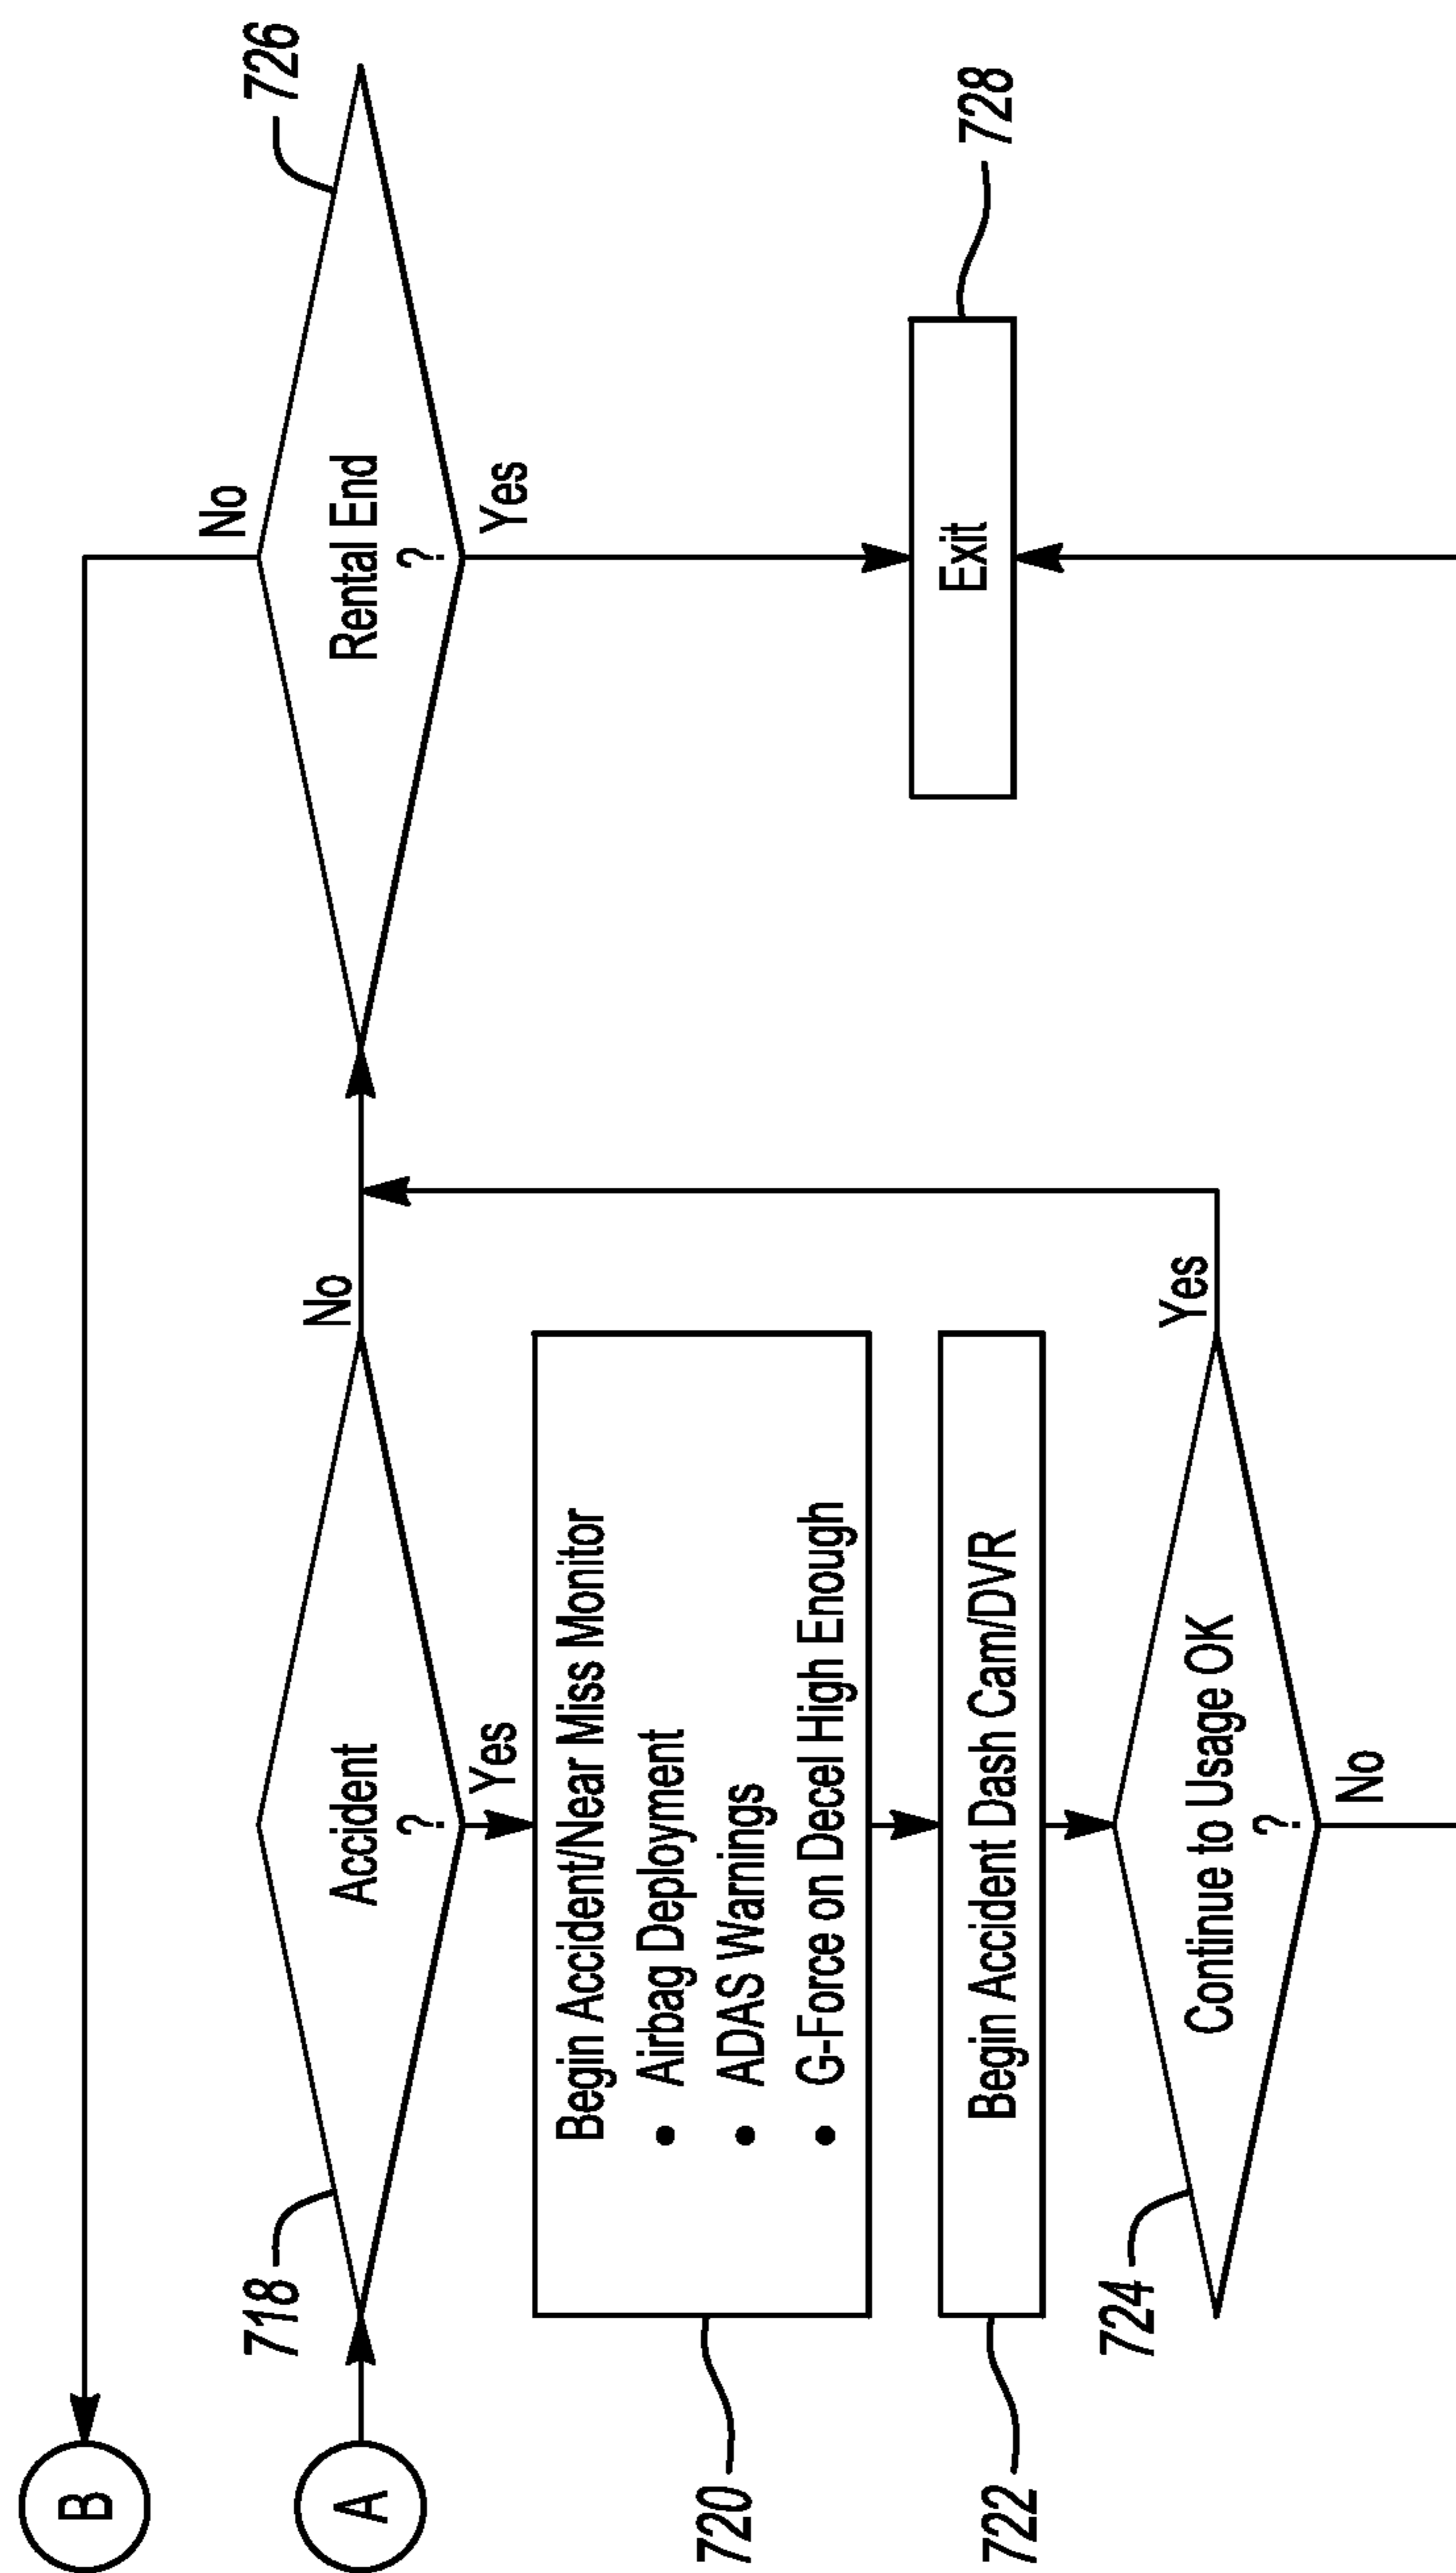 B
No
726
718
A
Accident
?
No
Rental End
?
Yes
Yes
720
Begin Accident/Near Miss Monitor
• Airbag Deployment
• ADAS Warnings
• G-Force on Decel High Enough
728
Exit
722
Begin Accident Dash Cam/DVR
724
Yes
Continue to Usage OK
?
No